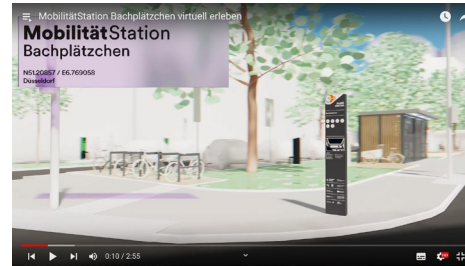 MobilitätStation Bachplätzchen virtuell erleben
MobilitätStation
Bachplätzchen
N51.20857 / E6.769058
Düsseldorf
0:10 / 2:55